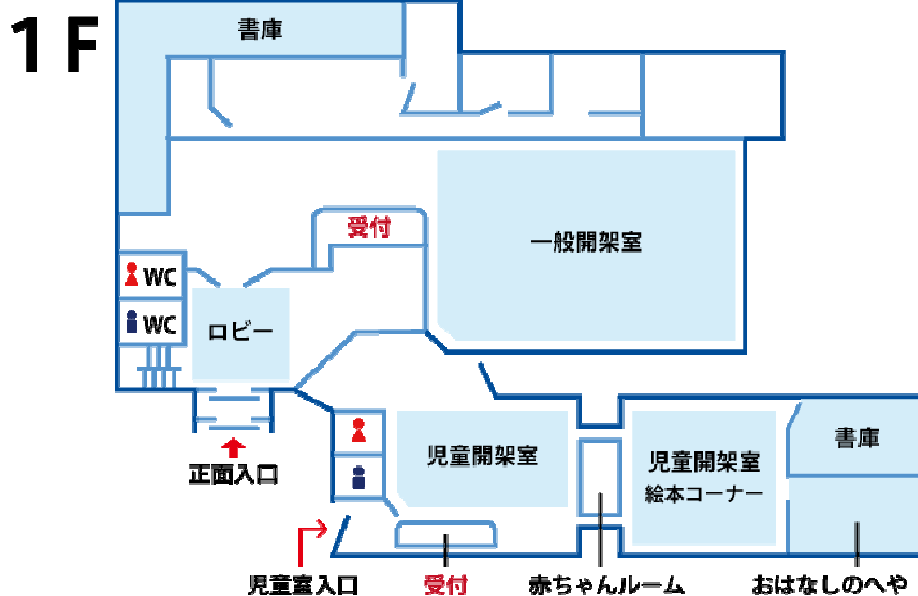 1F
書庫
受付
一般開架室
WC
WC
ロビー
正面入口
児童開架室
児童開架室
絵本コーナー
書庫
児童室入口
受付
赤ちゃんルーム
おはなしのへや